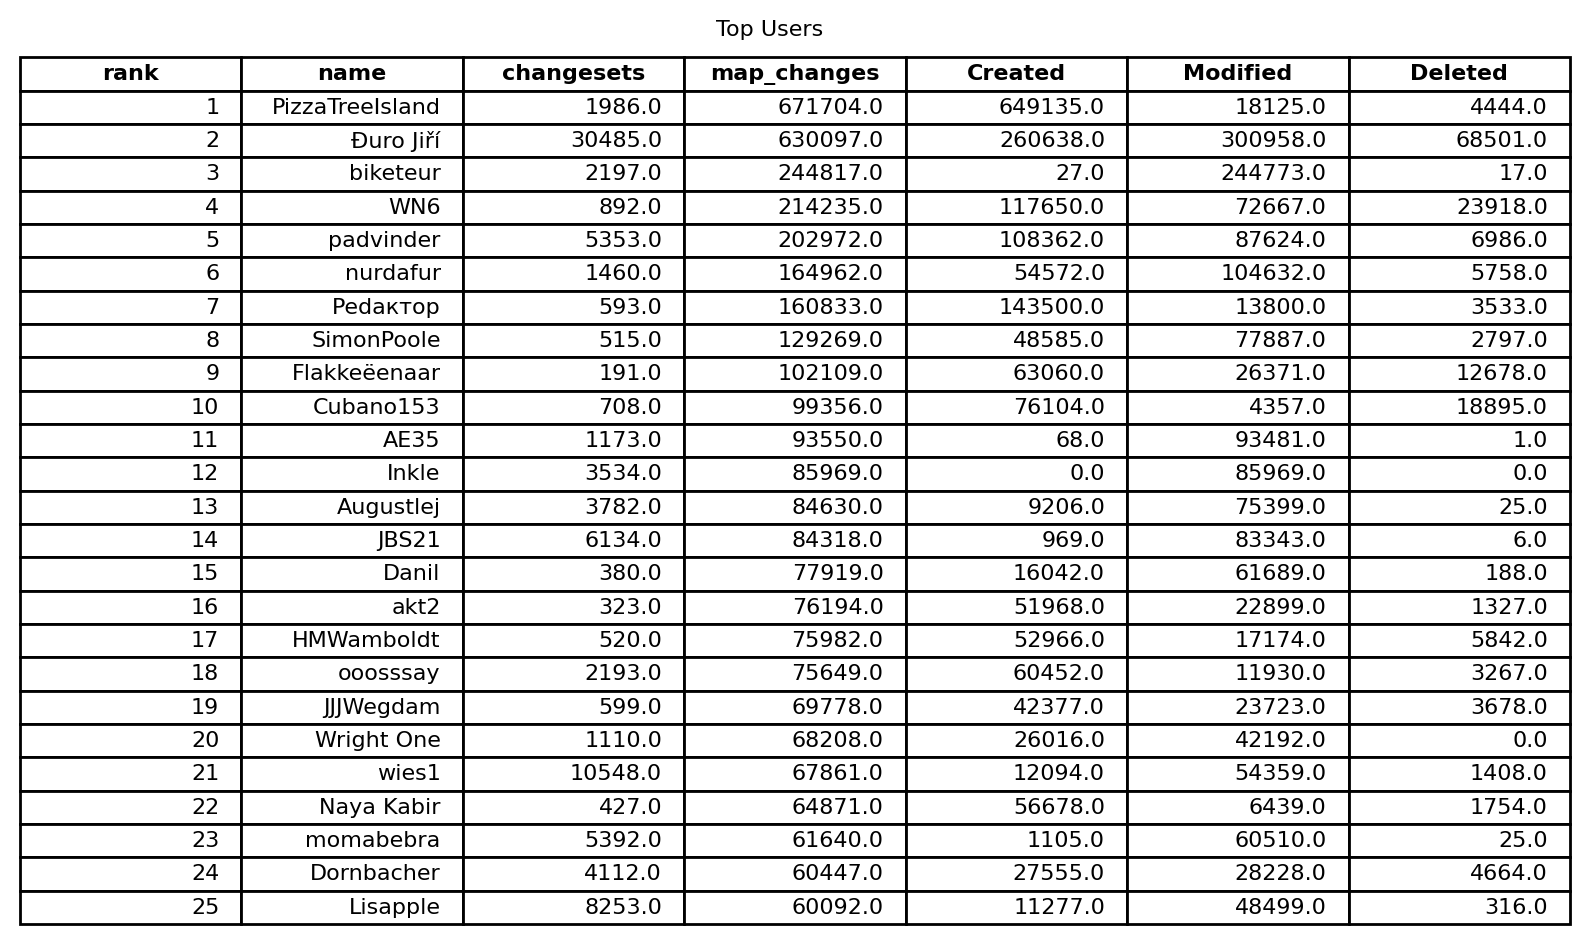 Top Users
rank name changesets map_changes Created Modified Deleted
1 PizzaTreeIsland 1986.0 671704.0 649135.0 18125.0 4444.0
2 Ðuro Jiří 30485.0 630097.0 260638.0 300958.0 68501.0
3 biketeur 2197.0 244817.0 27.0 244773.0 17.0
4 WN6 892.0 214235.0 117650.0 72667.0 23918.0
5 padvinder 5353.0 202972.0 108362.0 87624.0 6986.0
6 nurdafur 1460.0 164962.0 54572.0 104632.0 5758.0
7 Pedaктор 593.0 160833.0 143500.0 13800.0 3533.0
8 SimonPoole 515.0 129269.0 48585.0 77887.0 2797.0
9 Flakkeëenaar 191.0 102109.0 63060.0 26371.0 12678.0
10 Cubano153 708.0 99356.0 76104.0 4357.0 18895.0
11 AE35 1173.0 93550.0 68.0 93481.0 1.0
12 Inkle 3534.0 85969.0 0.0 85969.0 0.0
13 Augustlej 3782.0 84630.0 9206.0 75399.0 25.0
14 JBS21 6134.0 84318.0 969.0 83343.0 6.0
15 Danil 380.0 77919.0 16042.0 61689.0 188.0
16 akt2 323.0 76194.0 51968.0 22899.0 1327.0
17 HMWamboldt 520.0 75982.0 52966.0 17174.0 5842.0
18 ooosssay 2193.0 75649.0 60452.0 11930.0 3267.0
19 JJJWegdam 599.0 69778.0 42377.0 23723.0 3678.0
20 Wright One 1110.0 68208.0 26016.0 42192.0 0.0
21 wies1 10548.0 67861.0 12094.0 54359.0 1408.0
22 Naya Kabir 427.0 64871.0 56678.0 6439.0 1754.0
23 momabebra 5392.0 61640.0 1105.0 60510.0 25.0
24 Dornbacher 4112.0 60447.0 27555.0 28228.0 4664.0
25 Lisapple 8253.0 60092.0 11277.0 48499.0 316.0